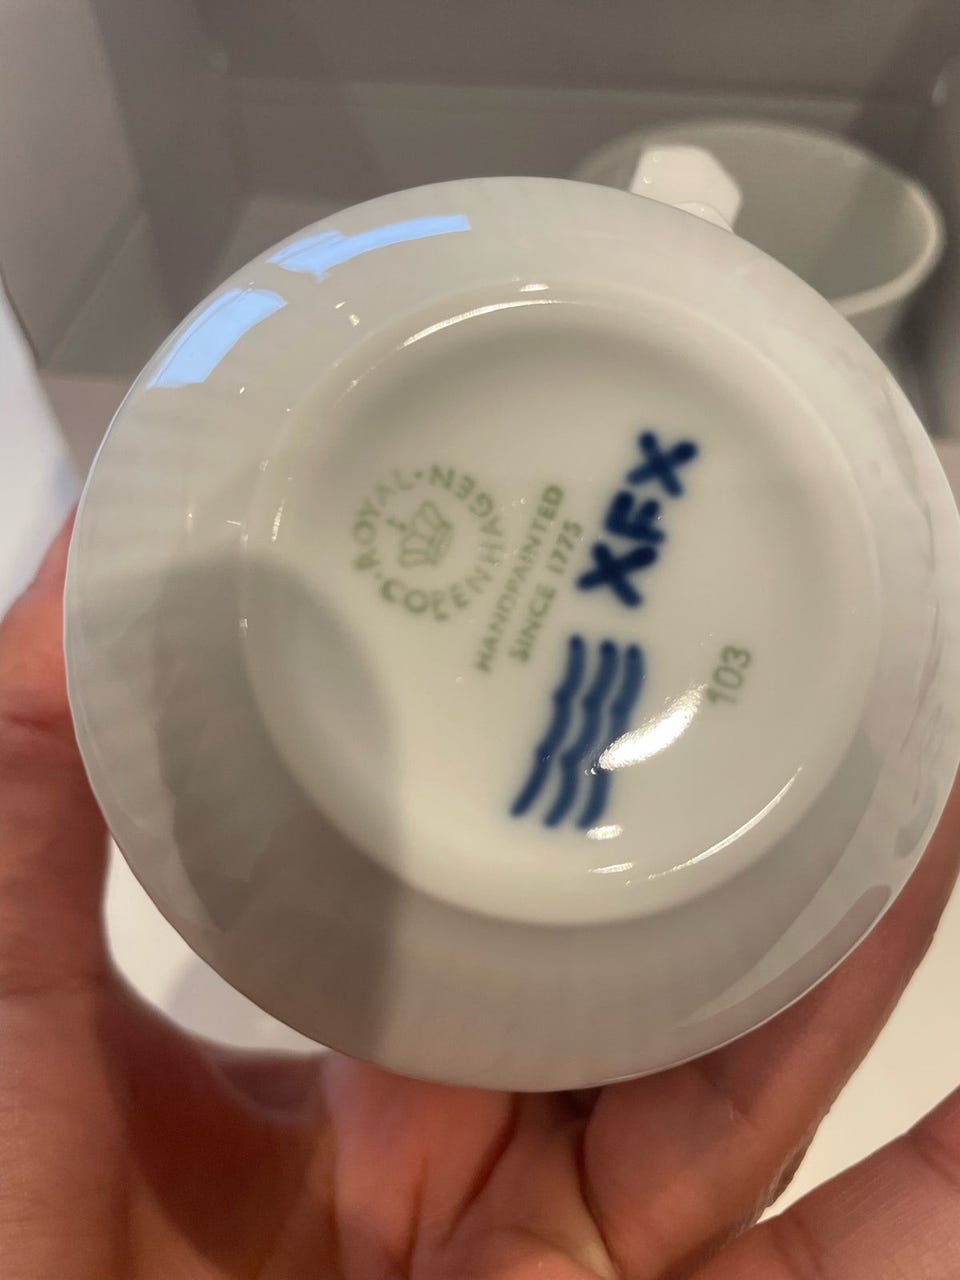 ROYAL · COPENHAGEN ·
HANDPAINTED
SINCE 1775
XFX
103